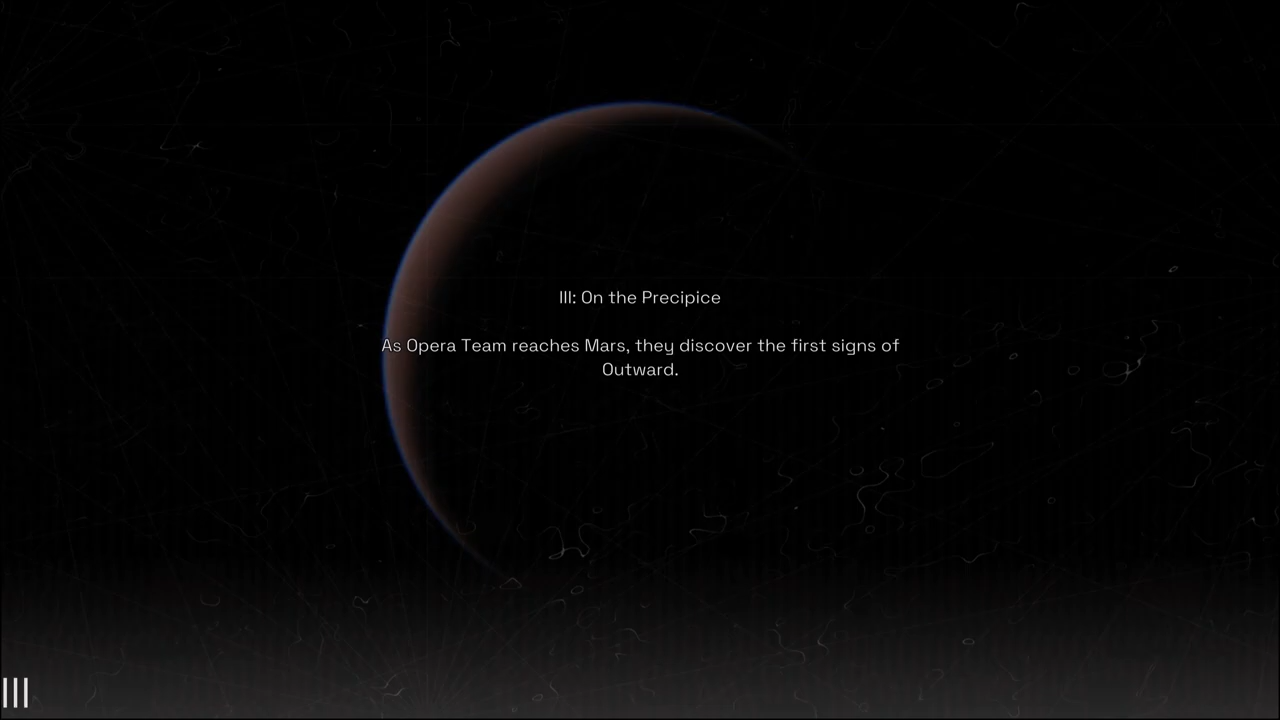 III: On the Precipice
As Opera Team reaches Mars, they discover the first signs of
Outward.
III